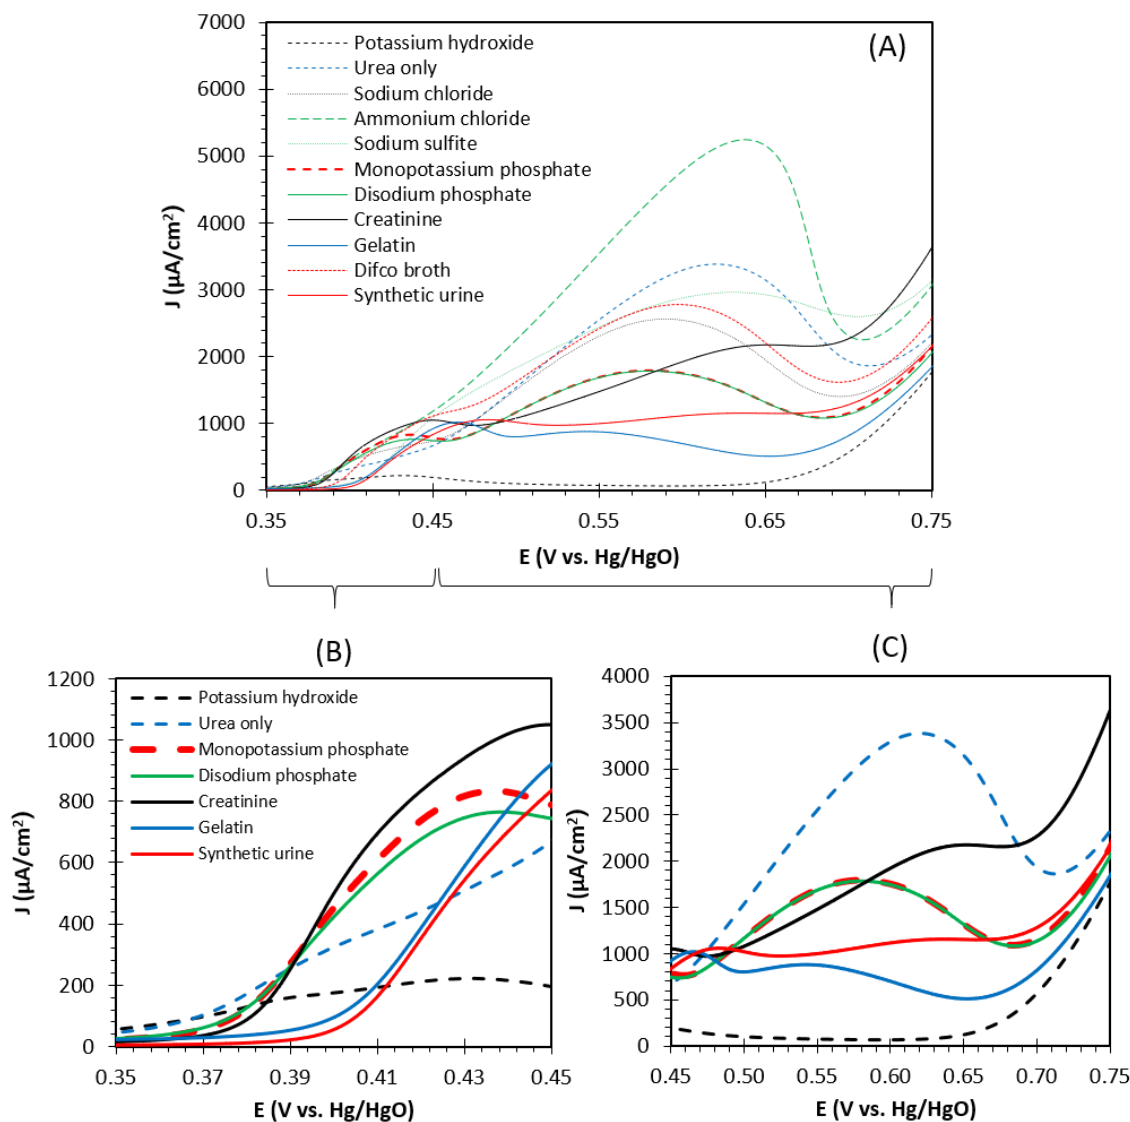 (A)
7000
6000
5000
4000
3000
2000
1000
0
J (µA/cm²)
Potassium hydroxide
Urea only
Sodium chloride
Ammonium chloride
Sodium sulfite
Monopotassium phosphate
Disodium phosphate
Creatinine
Gelatin
Difco broth
Synthetic urine
0.35 0.45 0.55 0.65 0.75
E (V vs. Hg/HgO)
(B)
1200
1000
800
600
400
200
0
J (µA/cm²)
Potassium hydroxide
Urea only
Monopotassium phosphate
Disodium phosphate
Creatinine
Gelatin
Synthetic urine
0.35 0.37 0.39 0.41 0.43 0.45
E (V vs. Hg/HgO)
(C)
4000
3500
3000
2500
2000
1500
1000
500
0
J (µA/cm²)
0.45 0.50 0.55 0.60 0.65 0.70 0.75
E (V vs. Hg/HgO)